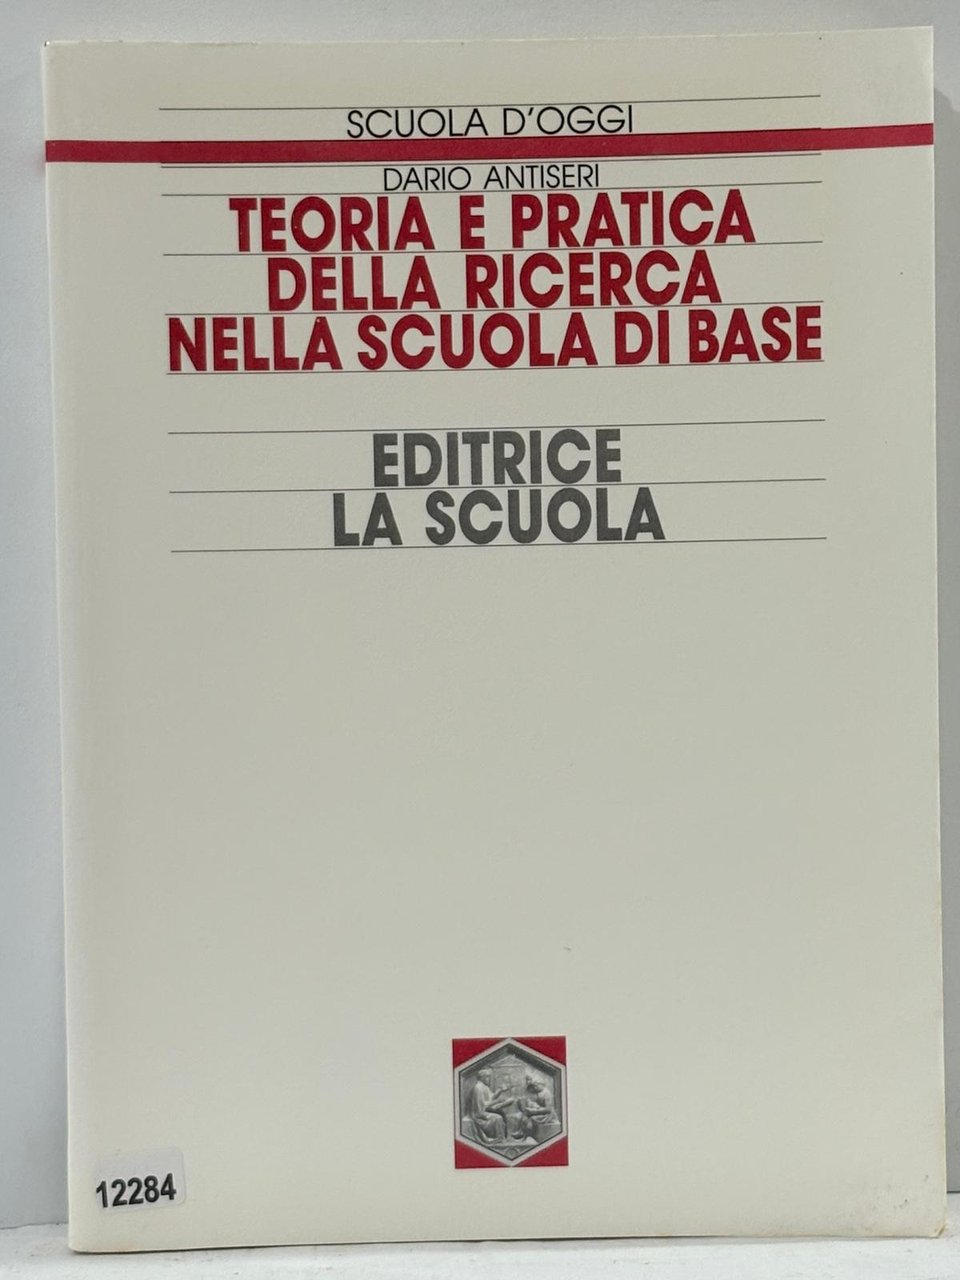 SCUOLA D'OGGI
DARIO ANTISERI
TEORIA E PRATICA
DELLA RICERCA
NELLA SCUOLA DI BASE
EDITRICE
LA SCUOLA
12284